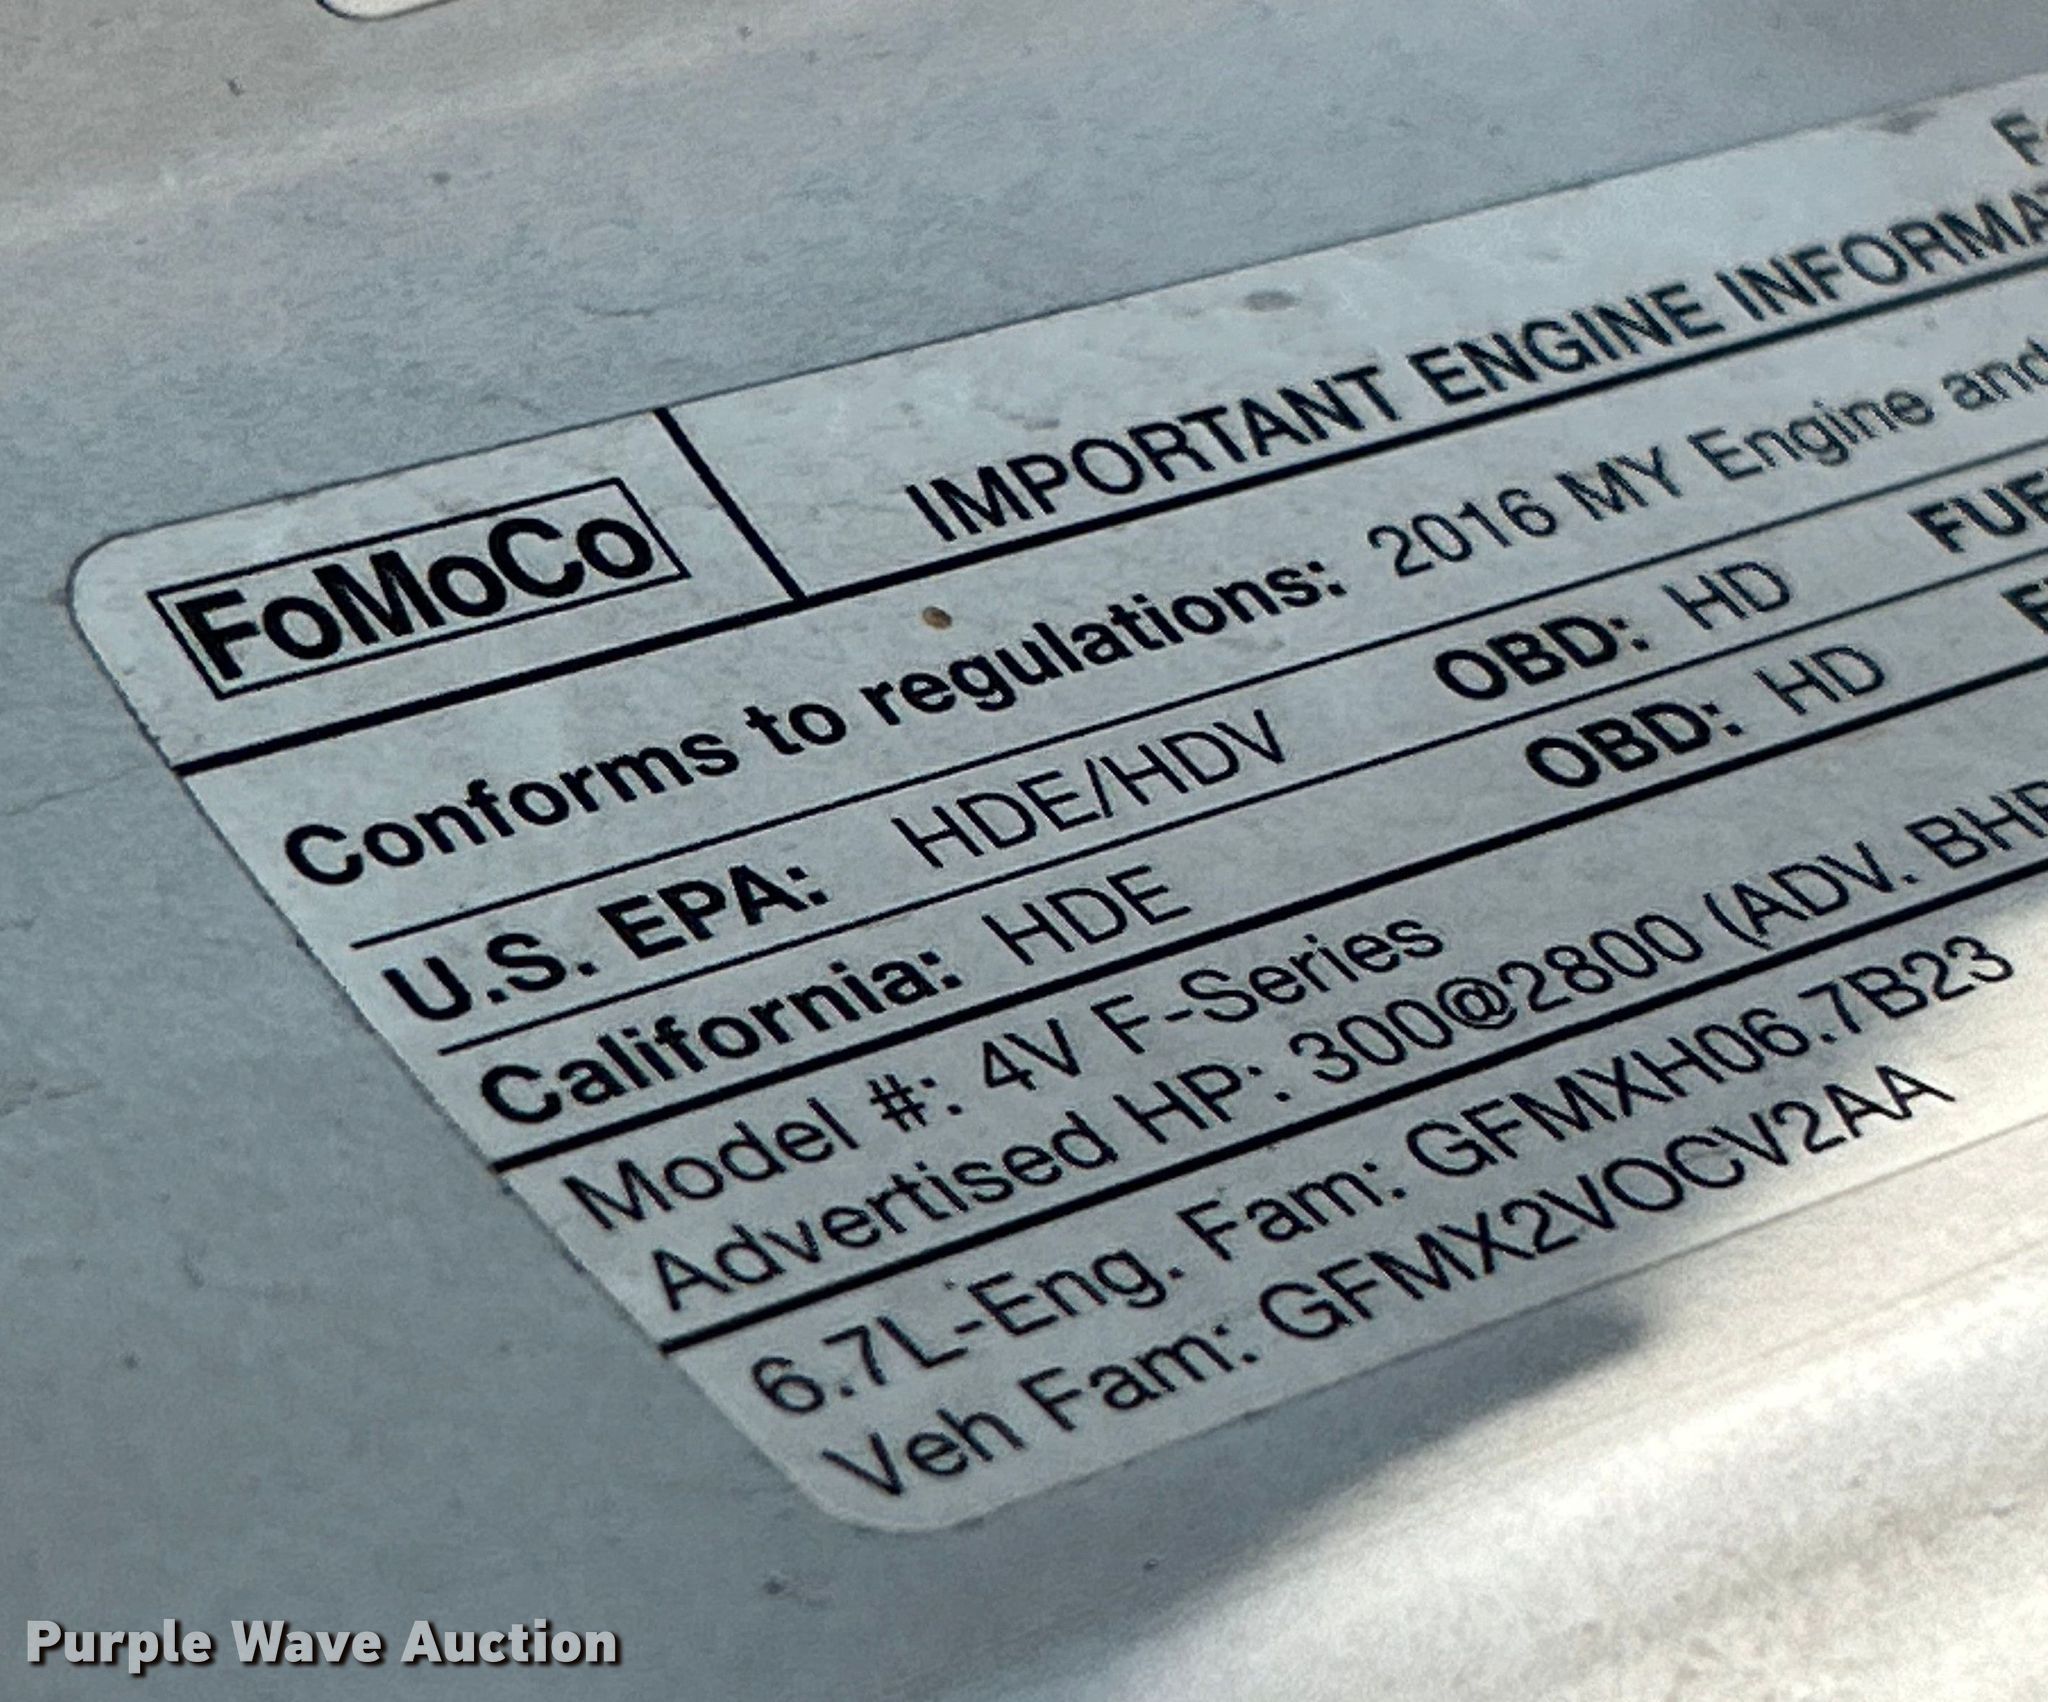 FoMoCo
IMPORTANT ENGINE
Conforms to regulations: 2016 MY Engine and
U.S. EPA: HDE/HDV OBD: HD
California: HDE OBD: HD
Model #: 4V F-Series
Advertised HP: 300@2800 (ADV.
6.7L-Eng. Fam: GFMXH06.7B23
Veh Fam: GFMX2VOCV2AA
Purple Wave Auction